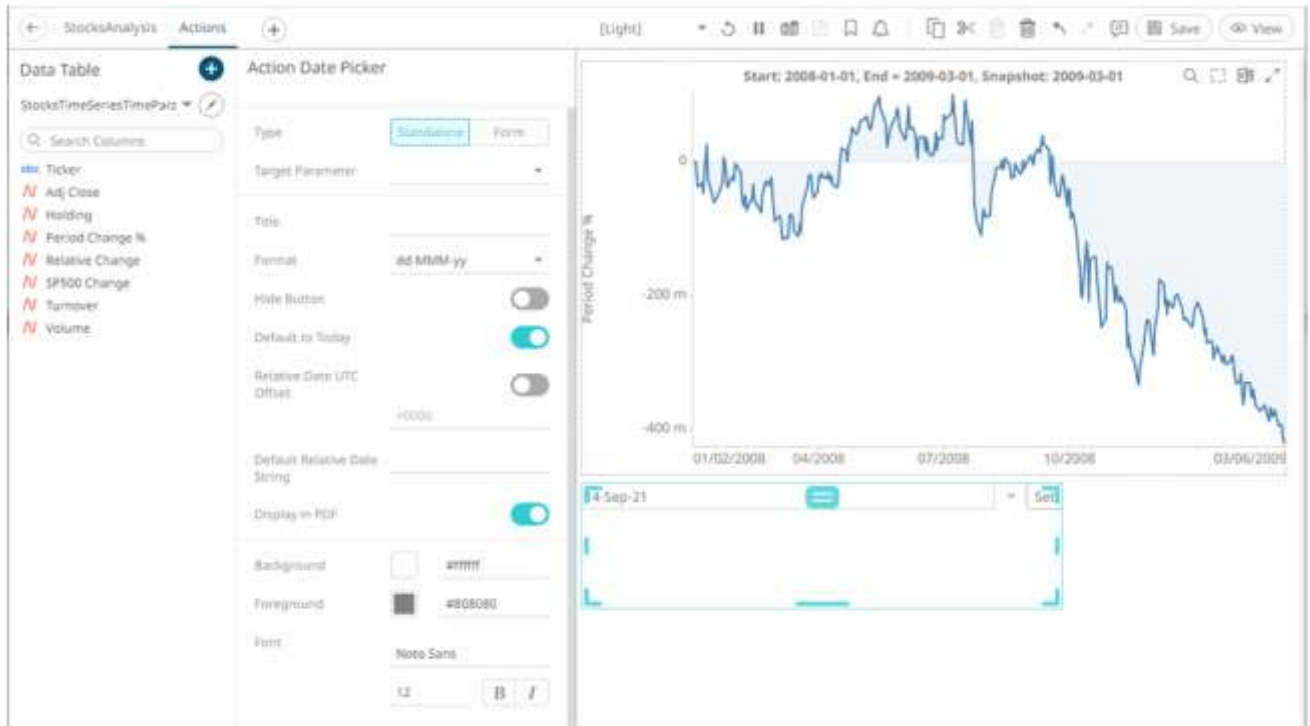 StocksAnalysis Actions
[Light] Save View
Data Table
StocksTimeSeriesTimePara
Search Columns
abc Ticker
Adj Close
Holding
Period Change %
Relative Change
SP500 Change
Turnover
Volume
Action Date Picker
Type Standalone Form
Target Parameter
Title
Format dd-MMM-yy
Hide Button
Default to Today
Relative Date UTC
Offset
+0000
Default Relative Date
String
Display in PDF
Background #ffffff
Foreground #808080
Font
Noto Sans
12 B I
Start: 2008-01-01, End = 2009-03-01, Snapshot: 2009-03-01
Period Change %
0
-200 m
-400 m
01/02/2008 04/2008 07/2008 10/2008 03/06/2009
4-Sep-21 Set